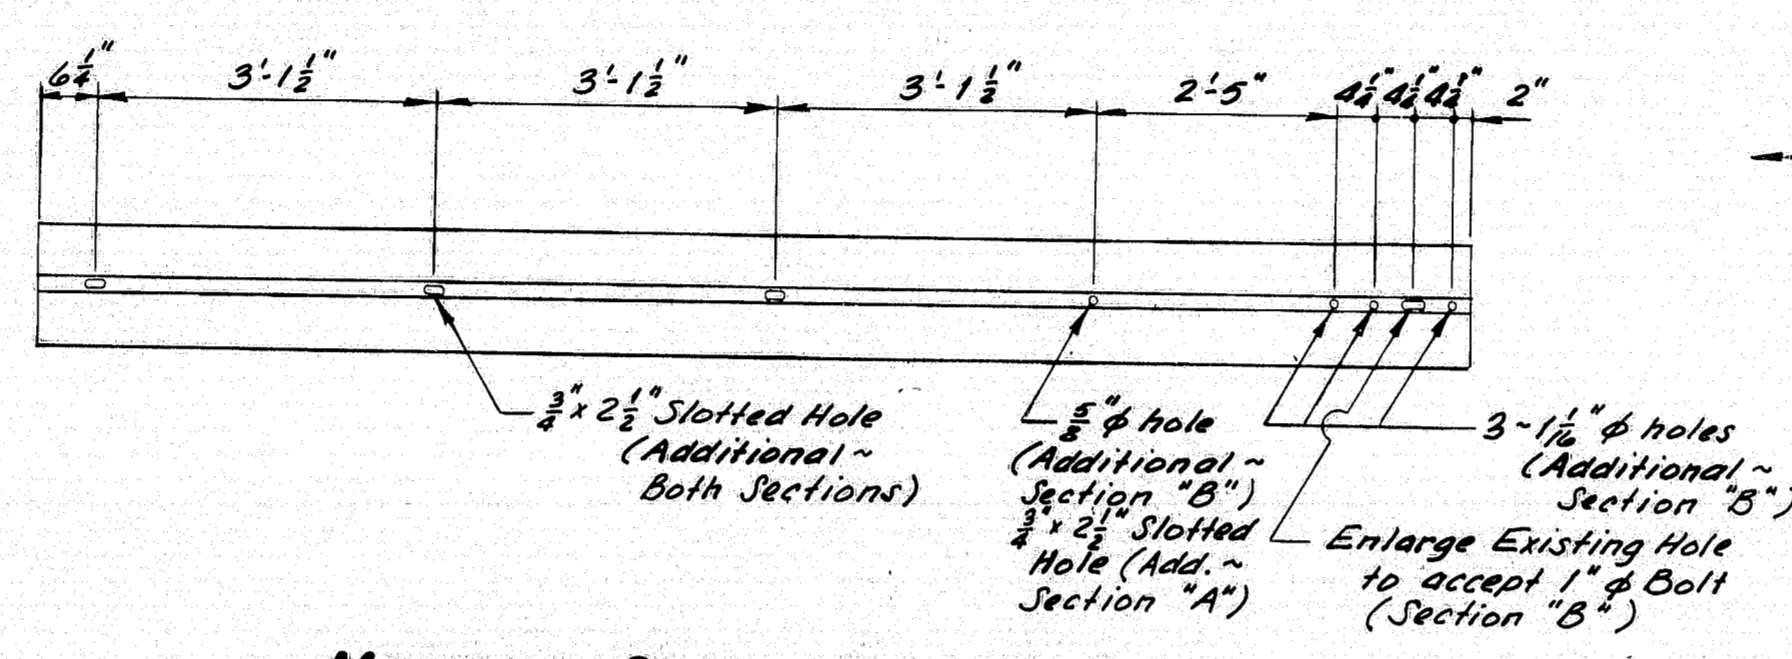 6 1/4" 3'-1 1/2" 3'-1 1/2" 3'-1 1/2" 2'-5" 4 1/4" 4 1/4" 4 1/4" 2"
3/4" x 2 1/2" Slotted Hole
(Additional ~
Both Sections)
5/8" ϕ hole
(Additional ~
Section "B")
3/4" x 2 1/2" Slotted
Hole (Add. ~
Section "A")
3 ~ 1 1/16" ϕ holes
(Additional ~
Section "B")
Enlarge Existing Hole
to accept 1" ϕ Bolt
(Section "B")